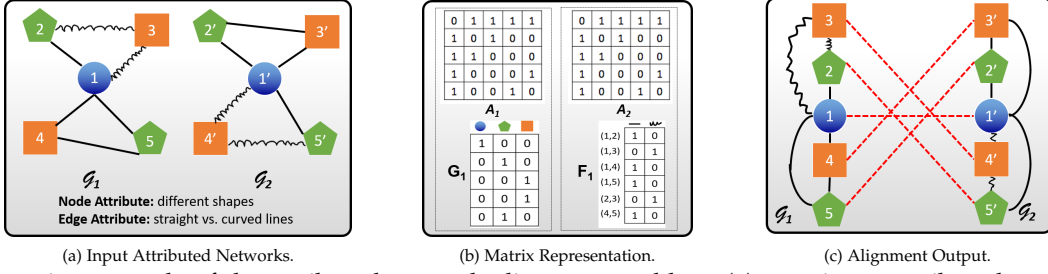 2
3
1
4
5
𝒢1
2′
3′
1′
4′
5′
𝒢2
Node Attribute: different shapes
Edge Attribute: straight vs. curved lines
(a) Input Attributed Networks.
0 1 1 1 1
1 0 1 0 0
1 1 0 0 0
1 0 0 0 1
1 0 0 1 0
A1
0 1 1 1 1
1 0 1 0 0
1 1 0 0 0
1 0 0 0 1
1 0 0 1 0
A2
G1
1 0 0
0 1 0
0 0 1
0 0 1
0 1 0
F1
(1,2) 1 0
(1,3) 0 1
(1,4) 1 0
(1,5) 1 0
(2,3) 0 1
(4,5) 1 0
(b) Matrix Representation.
3 3′
2 2′
1 1′
4 4′
5 5′
𝒢1 𝒢2
(c) Alignment Output.